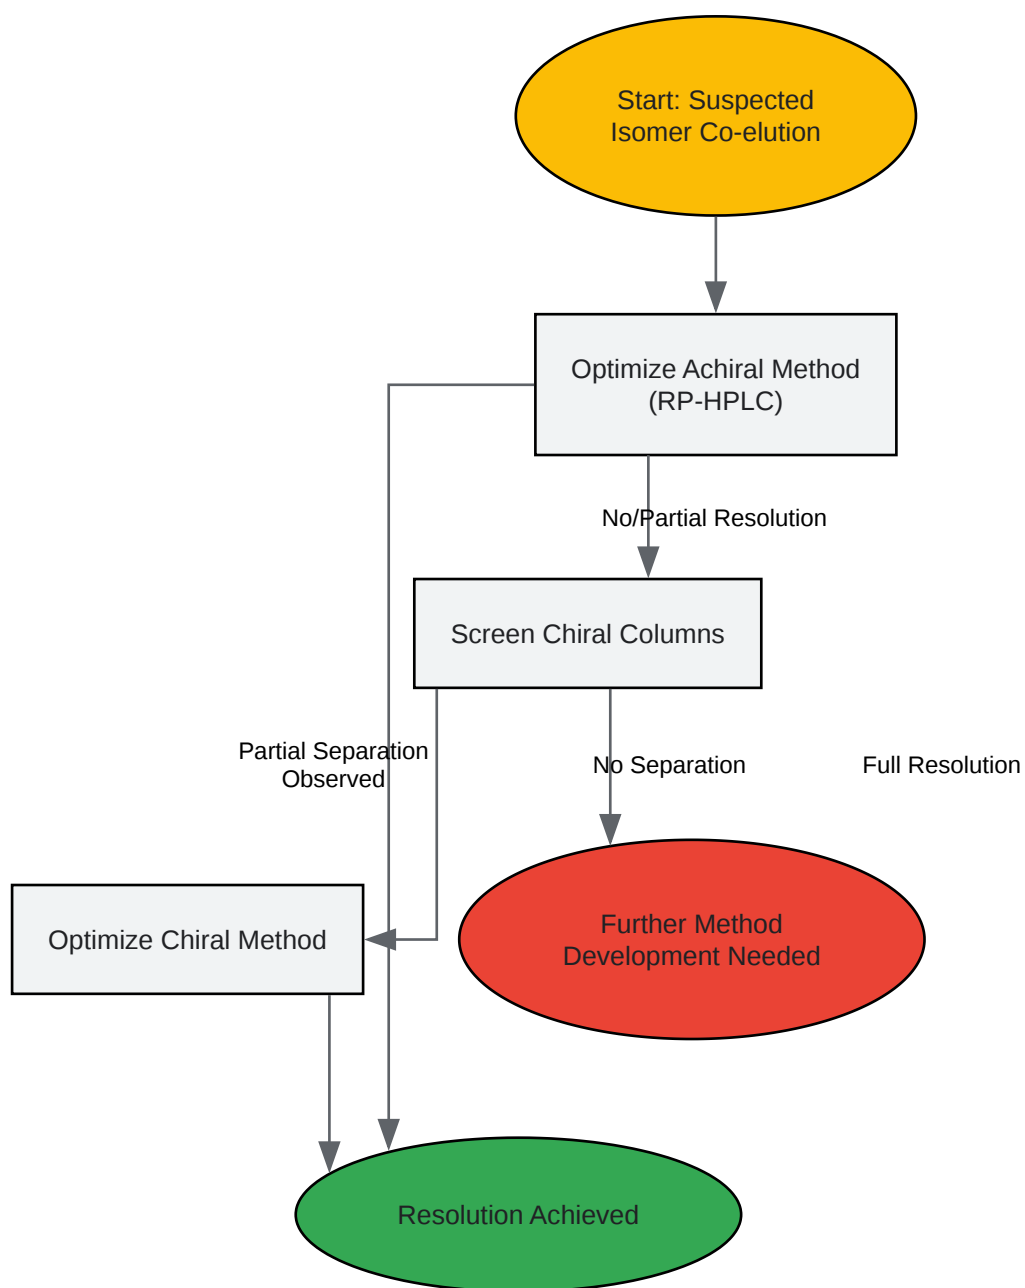 Start: Suspected
Isomer Co-elution
Optimize Achiral Method
(RP-HPLC)
No/Partial Resolution
Screen Chiral Columns
Partial Separation
Observed
No Separation
Full Resolution
Optimize Chiral Method
Further Method
Development Needed
Resolution Achieved